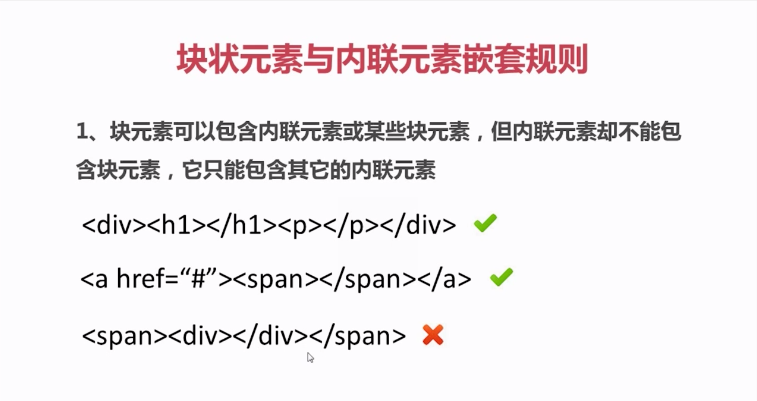 块状元素与内联元素嵌套规则
1、块元素可以包含内联元素或某些块元素，但内联元素却不能包
含块元素，它只能包含其它的内联元素
<div><h1></h1><p></p></div>
<a href=“#”><span></span></a>
<span><div></div></span>